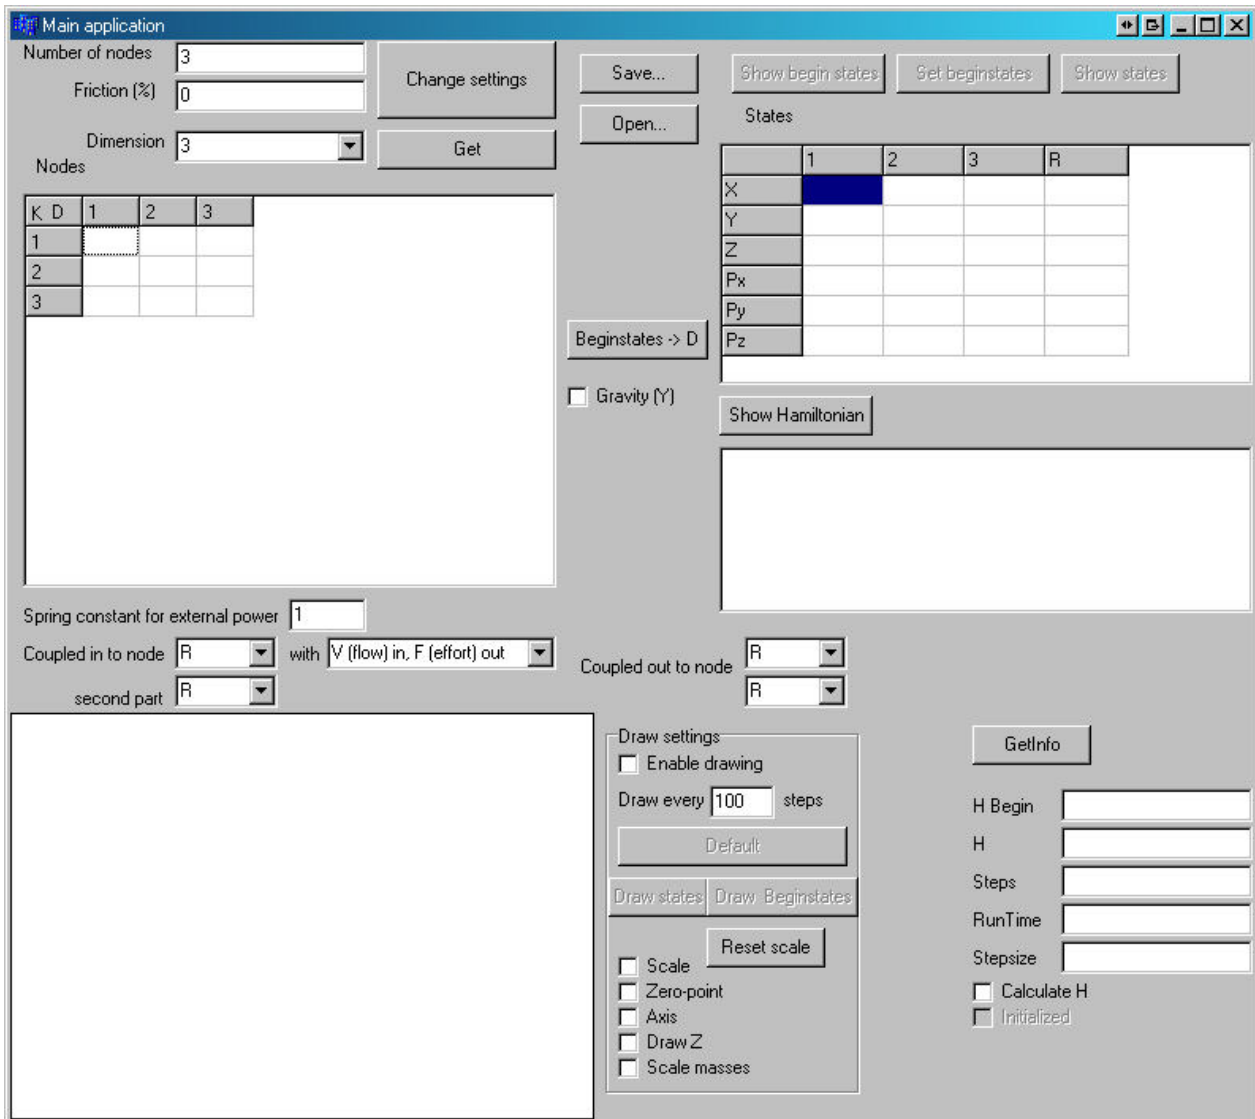 Main application
Number of nodes 3
Friction (%) 0
Change settings
Dimension 3
Get
Nodes
K D 1 2 3
1
2
3
Save...
Open...
Show begin states Set beginstates Show states
States
1 2 3 R
X
Y
Z
Px
Py
Pz
Beginstates -> D
Gravity (Y)
Show Hamiltonian
Spring constant for external power 1
Coupled in to node R with V (flow) in, F (effort) out
second part R
Coupled out to node R
R
Draw settings
Enable drawing
Draw every 100 steps
Default
Draw states Draw Beginstates
Reset scale
Scale
Zero-point
Axis
Draw Z
Scale masses
GetInfo
H Begin
H
Steps
RunTime
Stepsize
Calculate H
Initialized